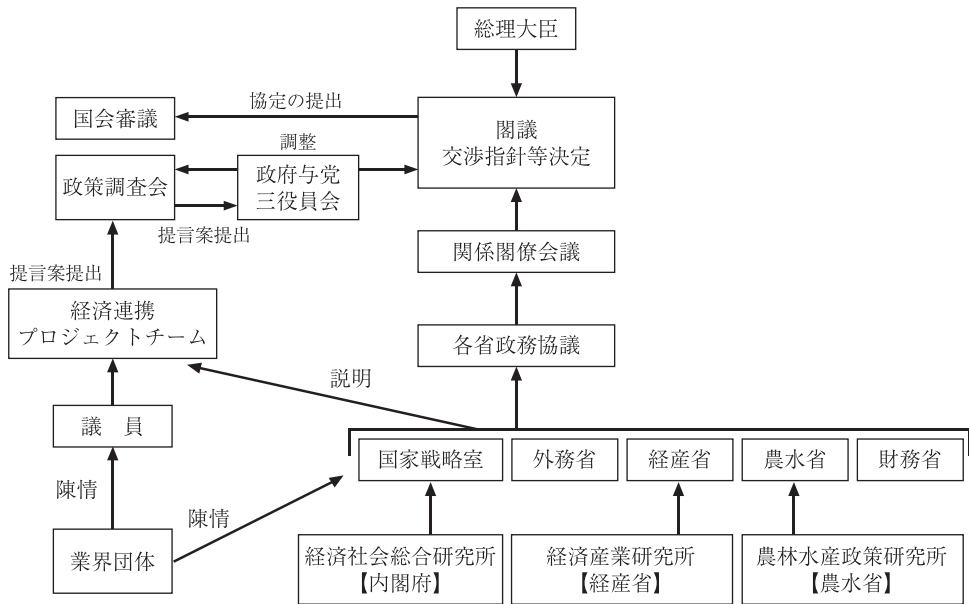 総理大臣
協定の提出
国会審議
閣議
交渉指針等決定
調整
政策調査会
政府与党
三役員会
提言案提出
関係閣僚会議
提言案提出
経済連携
プロジェクトチーム
各省政務協議
説明
議　員
国家戦略室
外務省
経産省
農水省
財務省
陳情
陳情
業界団体
経済社会総合研究所
【内閣府】
経済産業研究所
【経産省】
農林水産政策研究所
【農水省】